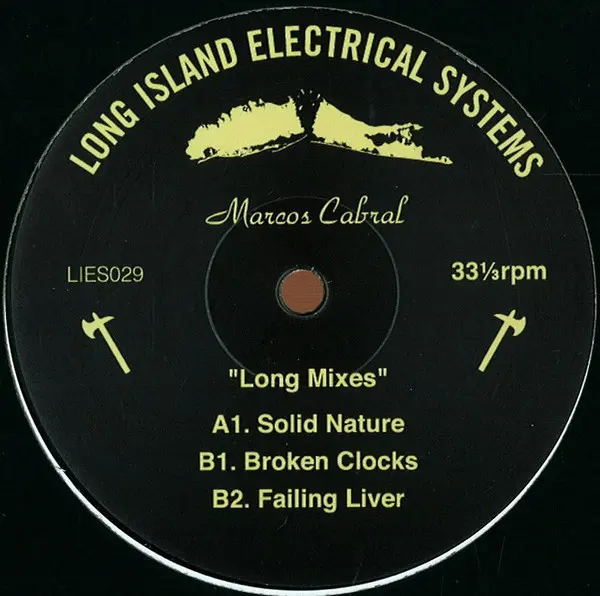 LONG ISLAND ELECTRICAL SYSTEMS
Marcos Cabral
LIES029
33⅓rpm
"Long Mixes"
A1. Solid Nature
B1. Broken Clocks
B2. Failing Liver